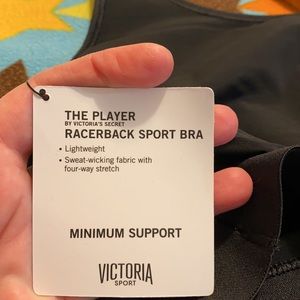 THE PLAYER
BY VICTORIA'S SECRET
RACERBACK SPORT BRA
• Lightweight
• Sweat-wicking fabric with
four-way stretch
MINIMUM SUPPORT
VICTORIA
SPORT